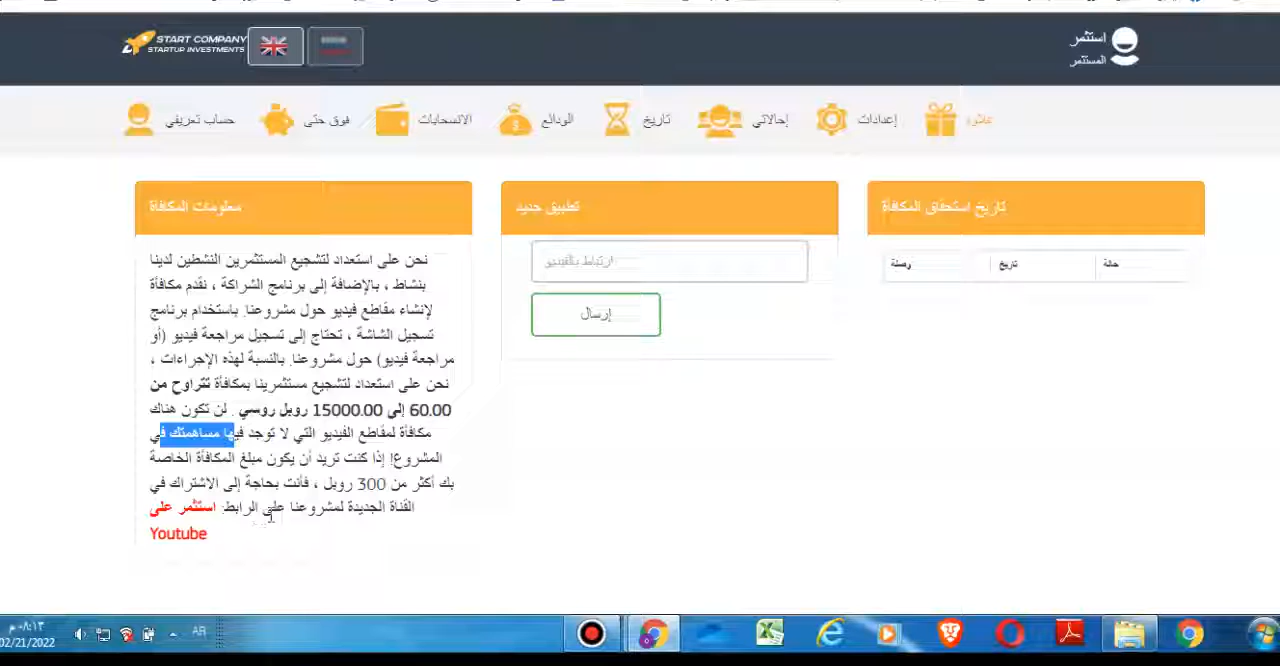 START COMPANY
STARTUP INVESTMENTS
استثمر
المستثمر
حساب تعريفي
فوق حتى
الانسحابات
الودائع
تاريخ
إحالاتي
إعدادات
علاوة
معلومات المكافأة
نحن على استعداد لتشجيع المستثمرين النشطين لدينا
بنشاط ، بالإضافة إلى برنامج الشراكة ، نقدم مكافأة
لإنشاء مقاطع فيديو حول مشروعنا. باستخدام برنامج
تسجيل الشاشة ، تحتاج إلى تسجيل مراجعة فيديو (أو
مراجعة فيديو) حول مشروعنا. بالنسبة لهذه الإجراءات ،
نحن على استعداد لتشجيع مستثمرينا بمكافأة تتراوح من
60.00 إلى 15000.00 روبل روسي . لن تكون هناك
مكافأة لمقاطع الفيديو التي لا توجد فيها مساهمتك في
المشروع! إذا كنت تريد أن يكون مبلغ المكافأة الخاصة
بك أكثر من 300 روبل ، فأنت بحاجة إلى الاشتراك في
القناة الجديدة لمشروعنا على الرابط: استثمر على
Youtube
تطبيق جديد
ارتباط بالفيديو
إرسال
تاريخ استحقاق المكافأة
وصلة
تاريخ
حالة
٠٨:١٣ م
02/21/2022
AR